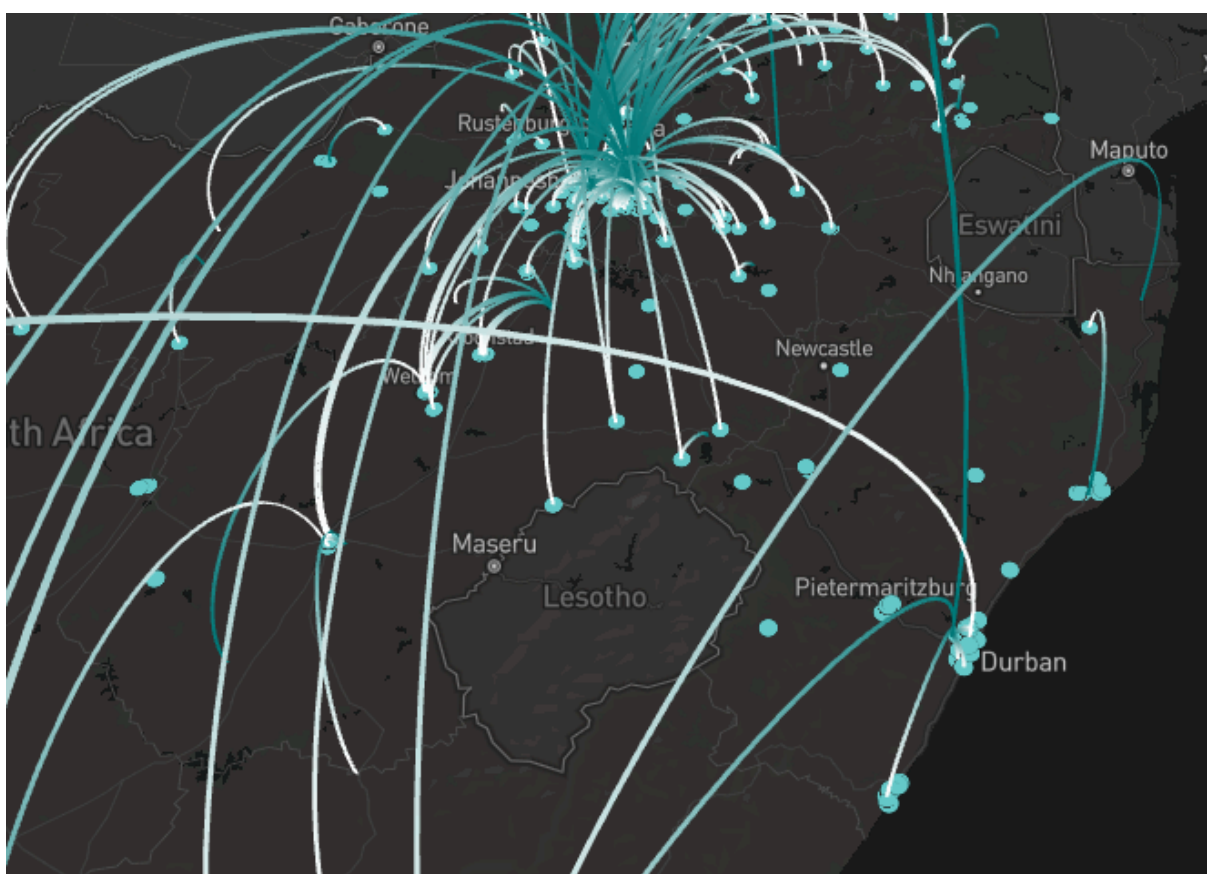 Gaborone
Rustenburg
Maputo
Eswatini
Nhlangano
Newcastle
th Africa
Maseru
Lesotho
Pietermaritzburg
Durban